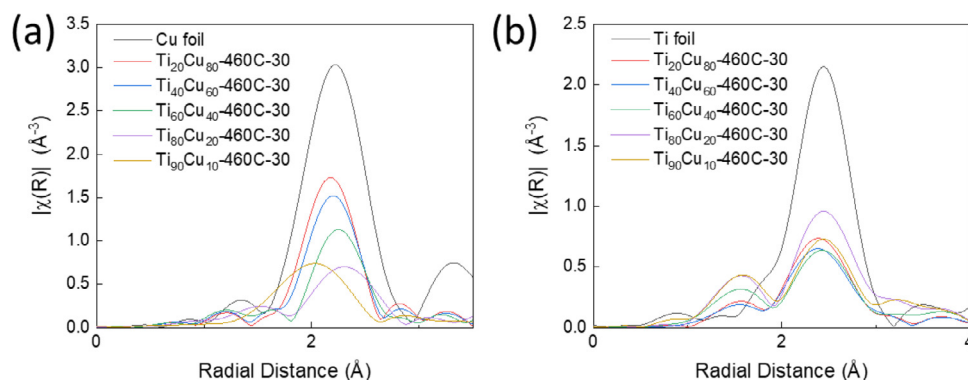 (a)
3.5
3.0
2.5
2.0
1.5
1.0
0.5
0.0
|χ(R)| (Å⁻³)
Cu foil
Ti₂₀Cu₈₀-460C-30
Ti₄₀Cu₆₀-460C-30
Ti₆₀Cu₄₀-460C-30
Ti₈₀Cu₂₀-460C-30
Ti₉₀Cu₁₀-460C-30
0
2
Radial Distance (Å)
(b)
2.5
2.0
1.5
1.0
0.5
0.0
|χ(R)| (Å⁻³)
Ti foil
Ti₂₀Cu₈₀-460C-30
Ti₄₀Cu₆₀-460C-30
Ti₆₀Cu₄₀-460C-30
Ti₈₀Cu₂₀-460C-30
Ti₉₀Cu₁₀-460C-30
0
2
4
Radial Distance (Å)